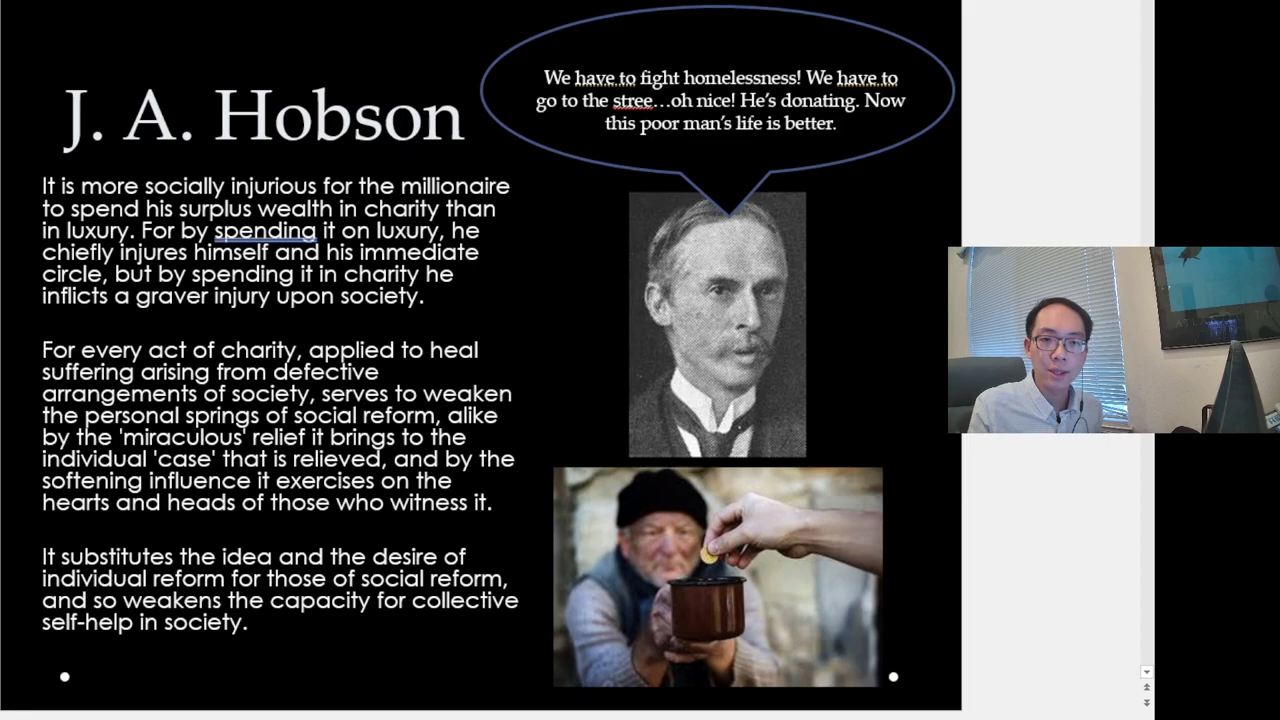 J. A. Hobson
We have to fight homelessness! We have to
go to the stree...oh nice! He's donating. Now
this poor man's life is better.
It is more socially injurious for the millionaire
to spend his surplus wealth in charity than
in luxury. For by spending it on luxury, he
chiefly injures himself and his immediate
circle, but by spending it in charity he
inflicts a graver injury upon society.
For every act of charity, applied to heal
suffering arising from defective
arrangements of society, serves to weaken
the personal springs of social reform, alike
by the 'miraculous' relief it brings to the
individual 'case' that is relieved, and by the
softening influence it exercises on the
hearts and heads of those who witness it.
It substitutes the idea and the desire of
individual reform for those of social reform,
and so weakens the capacity for collective
self-help in society.